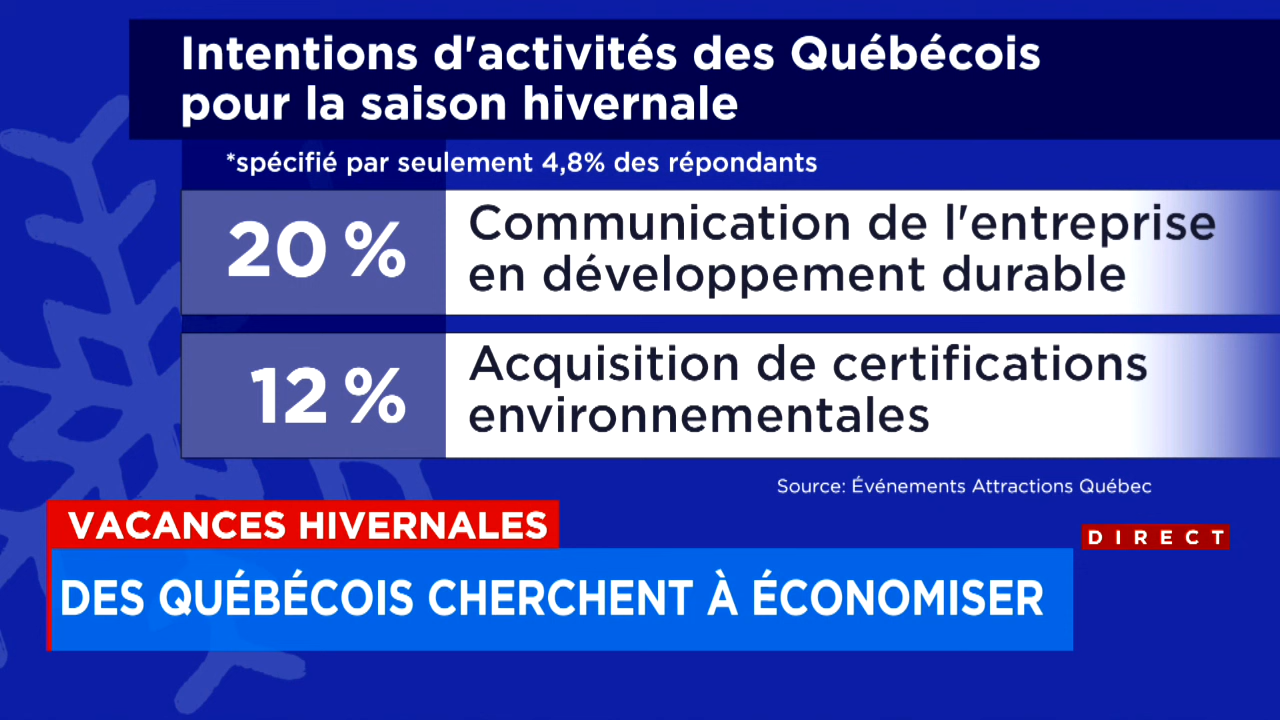 Intentions d'activités des Québécois
pour la saison hivernale
*spécifié par seulement 4,8% des répondants
20 %
Communication de l'entreprise
en développement durable
12 %
Acquisition de certifications
environnementales
Source: Événements Attractions Québec
VACANCES HIVERNALES
DIRECT
DES QUÉBÉCOIS CHERCHENT À ÉCONOMISER